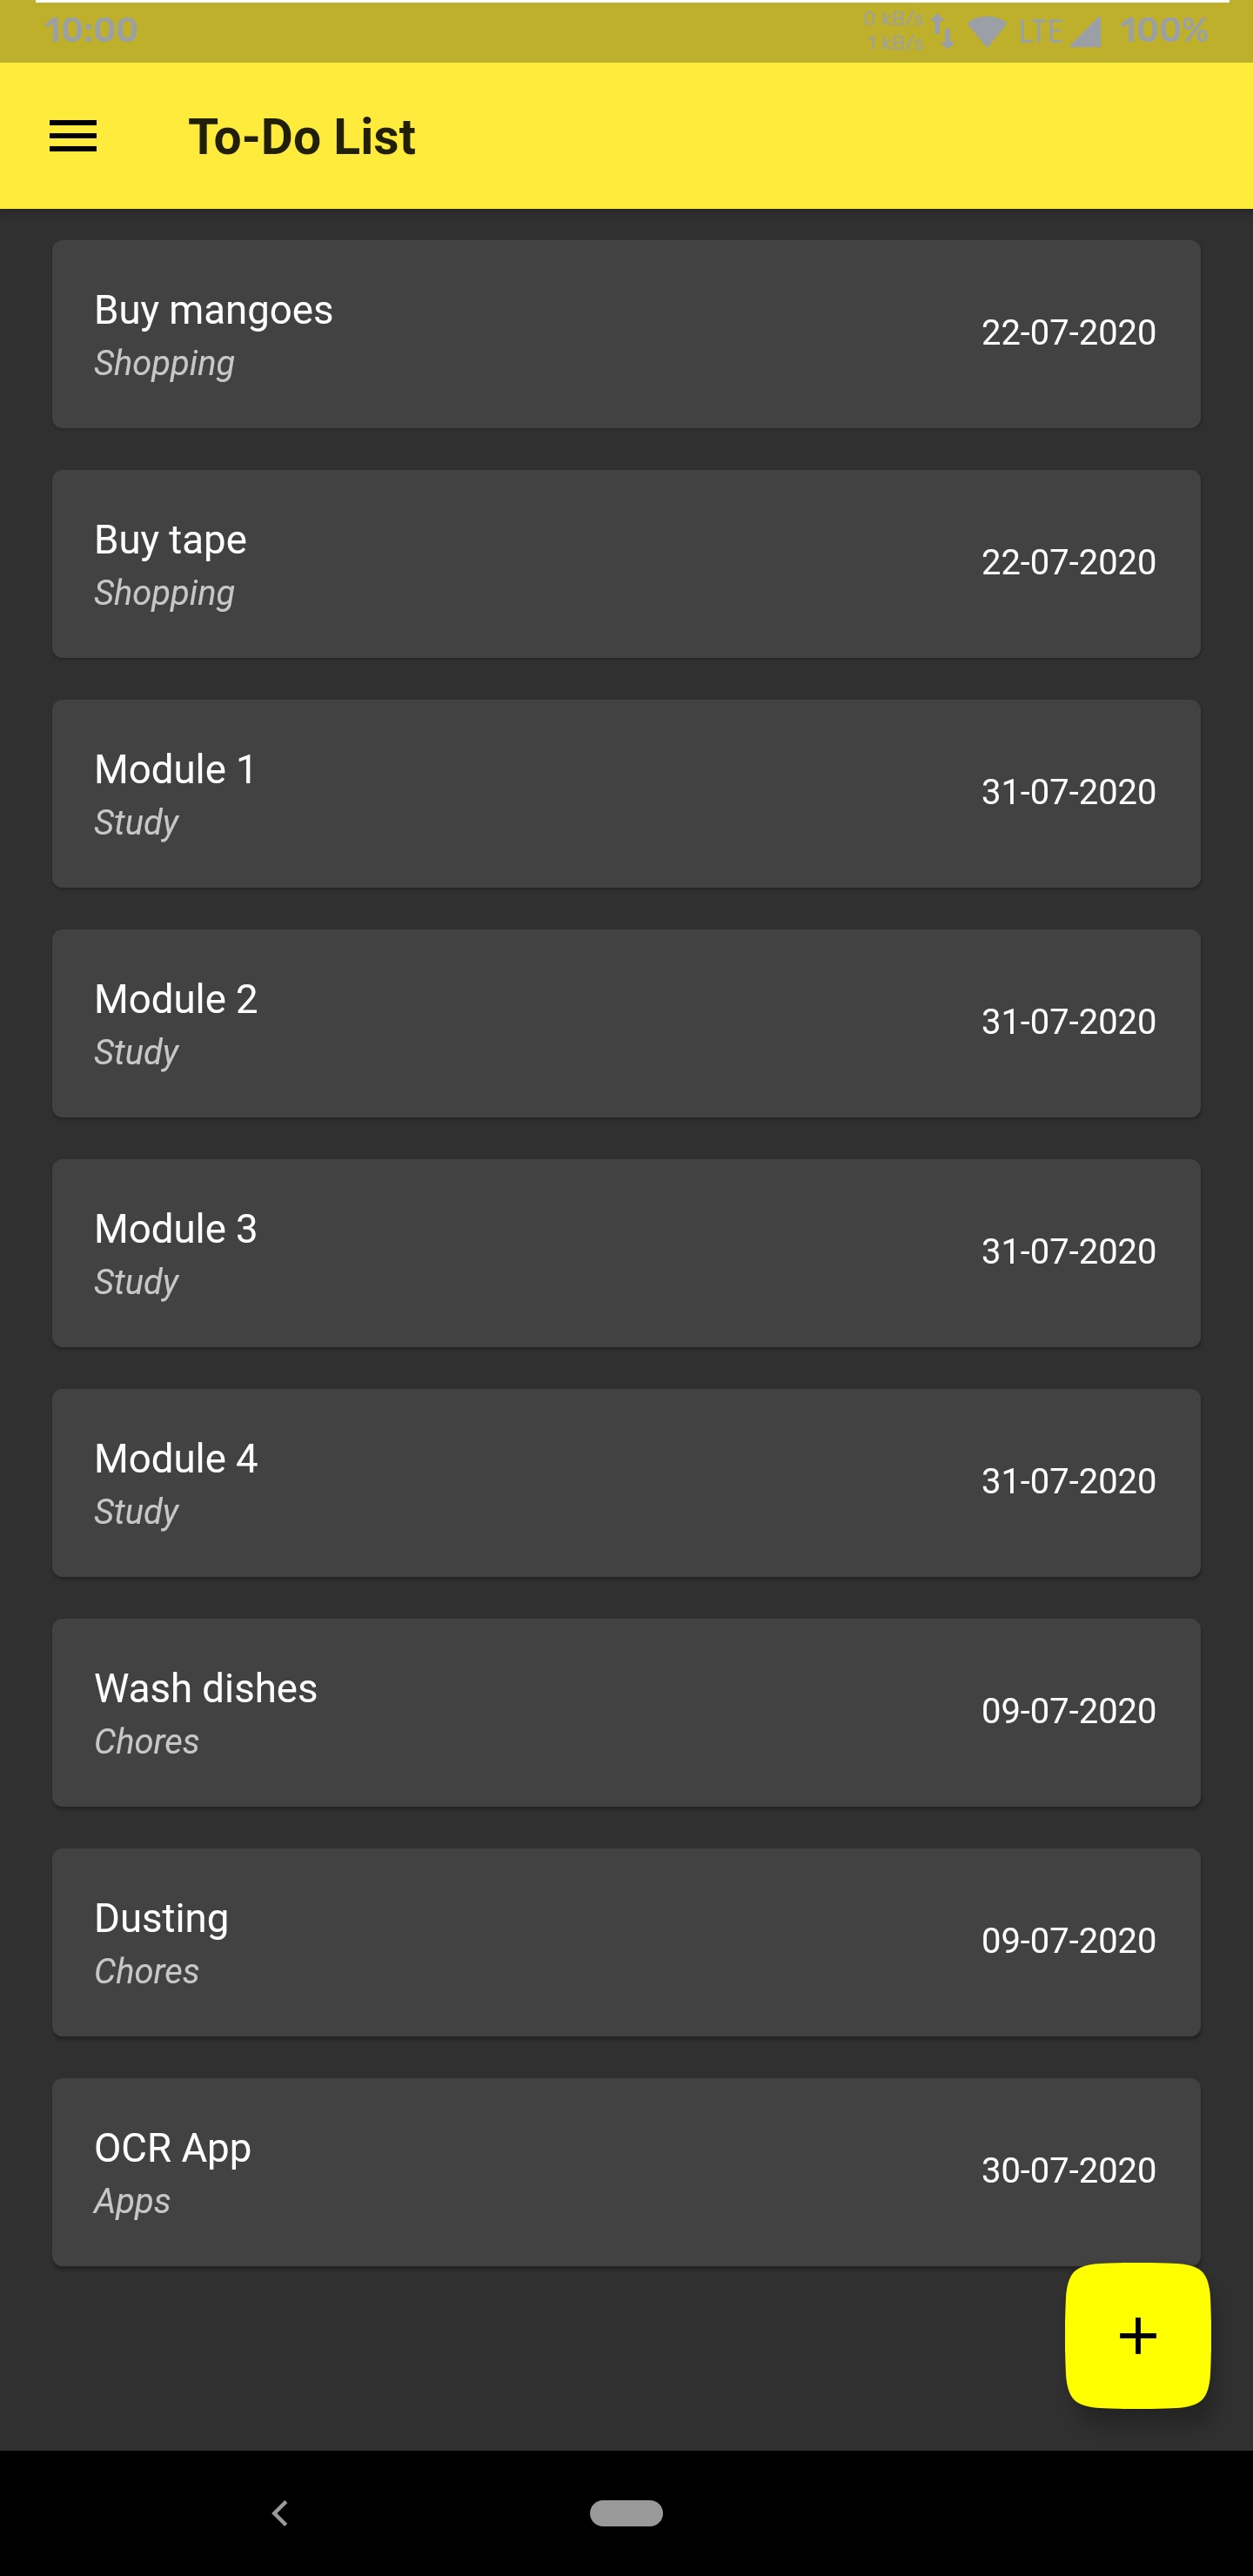 10:00
0 kB/s
1 kB/s
LTE
100%
To-Do List
Buy mangoes
Shopping
22-07-2020
Buy tape
Shopping
22-07-2020
Module 1
Study
31-07-2020
Module 2
Study
31-07-2020
Module 3
Study
31-07-2020
Module 4
Study
31-07-2020
Wash dishes
Chores
09-07-2020
Dusting
Chores
09-07-2020
OCR App
Apps
30-07-2020